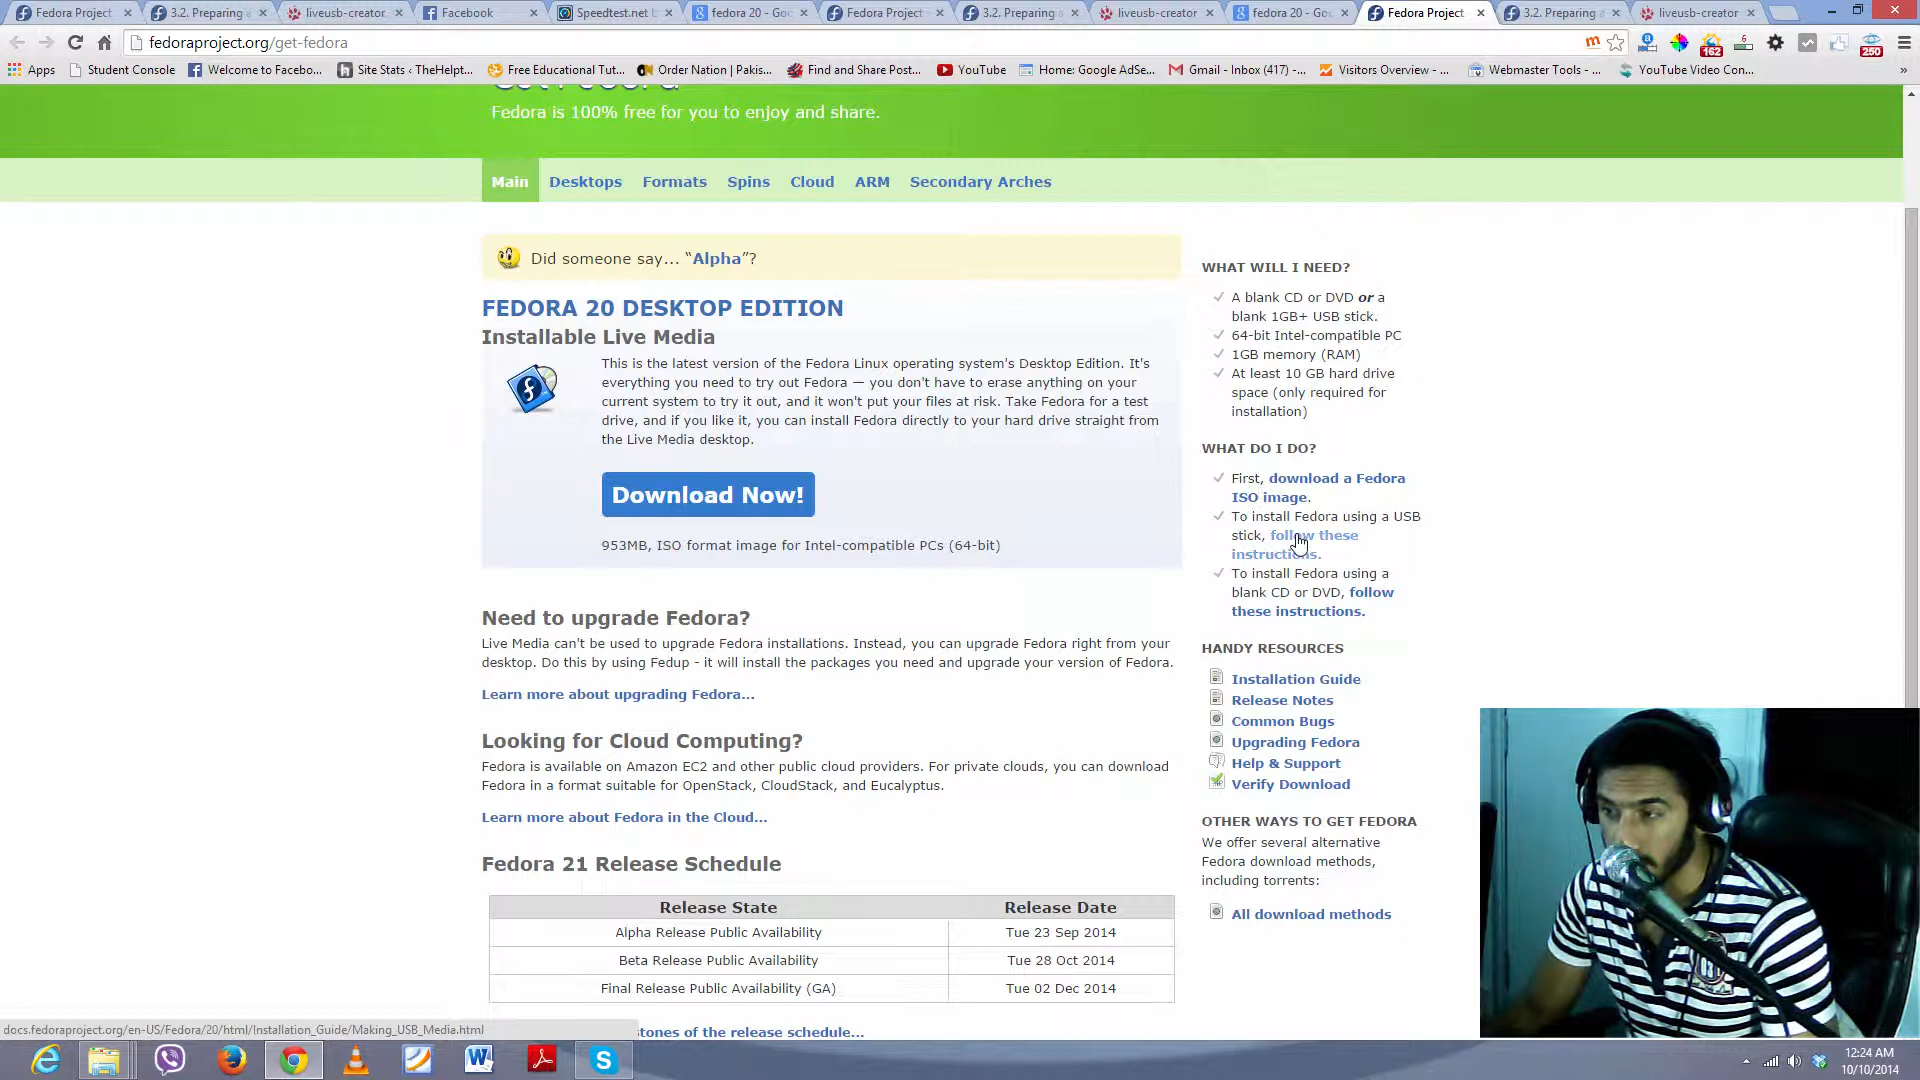 Fedora Project
3.2. Preparing
liveusb-creator
Facebook
Speedtest.net
fedora 20 - Go
Fedora Project
3.2. Preparing
liveusb-creator
fedora 20 - Go
Fedora Project
3.2. Preparing
liveusb-creator
fedoraproject.org/get-fedora
m
162
6
250
Apps
Student Console
Welcome to Facebo...
Site Stats ‹ TheHelpt...
Free Educational Tut...
Order Nation | Pakis...
Find and Share Post...
YouTube
Home: Google AdSe...
Gmail - Inbox (417) -...
Visitors Overview - ...
Webmaster Tools - ...
YouTube Video Con...
»
Fedora is 100% free for you to enjoy and share.
Main Desktops Formats Spins Cloud ARM Secondary Arches
Did someone say... “Alpha”?
FEDORA 20 DESKTOP EDITION
Installable Live Media
This is the latest version of the Fedora Linux operating system's Desktop Edition. It's
everything you need to try out Fedora — you don't have to erase anything on your
current system to try it out, and it won't put your files at risk. Take Fedora for a test
drive, and if you like it, you can install Fedora directly to your hard drive straight from
the Live Media desktop.
Download Now!
953MB, ISO format image for Intel-compatible PCs (64-bit)
Need to upgrade Fedora?
Live Media can't be used to upgrade Fedora installations. Instead, you can upgrade Fedora right from your
desktop. Do this by using Fedup - it will install the packages you need and upgrade your version of Fedora.
Learn more about upgrading Fedora...
Looking for Cloud Computing?
Fedora is available on Amazon EC2 and other public cloud providers. For private clouds, you can download
Fedora in a format suitable for OpenStack, CloudStack, and Eucalyptus.
Learn more about Fedora in the Cloud...
Fedora 21 Release Schedule
Release State Release Date
Alpha Release Public Availability Tue 23 Sep 2014
Beta Release Public Availability Tue 28 Oct 2014
Final Release Public Availability (GA) Tue 02 Dec 2014
tones of the release schedule...
WHAT WILL I NEED?
A blank CD or DVD or a
blank 1GB+ USB stick.
64-bit Intel-compatible PC
1GB memory (RAM)
At least 10 GB hard drive
space (only required for
installation)
WHAT DO I DO?
First, download a Fedora
ISO image.
To install Fedora using a USB
stick, follow these
instructions.
To install Fedora using a
blank CD or DVD, follow
these instructions.
HANDY RESOURCES
Installation Guide
Release Notes
Common Bugs
Upgrading Fedora
Help & Support
Verify Download
OTHER WAYS TO GET FEDORA
We offer several alternative
Fedora download methods,
including torrents:
All download methods
docs.fedoraproject.org/en-US/Fedora/20/html/Installation_Guide/Making_USB_Media.html
12:24 AM
10/10/2014